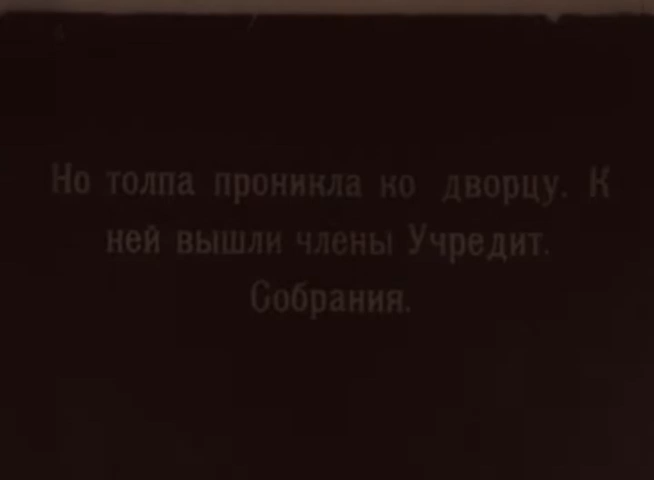 Но толпа проникла ко дворцу. К
ней вышли члены Учредит.
Собрания.